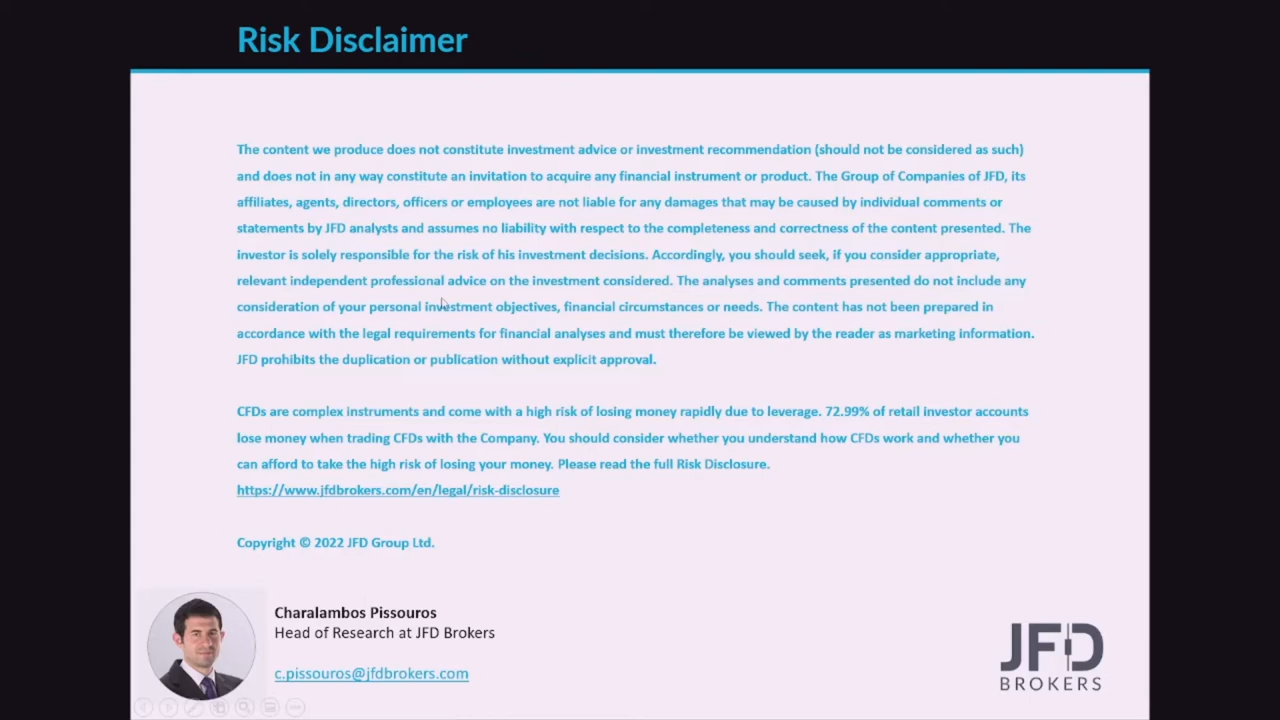 Risk Disclaimer
The content we produce does not constitute investment advice or investment recommendation (should not be considered as such)
and does not in any way constitute an invitation to acquire any financial instrument or product. The Group of Companies of JFD, its
affiliates, agents, directors, officers or employees are not liable for any damages that may be caused by individual comments or
statements by JFD analysts and assumes no liability with respect to the completeness and correctness of the content presented. The
investor is solely responsible for the risk of his investment decisions. Accordingly, you should seek, if you consider appropriate,
relevant independent professional advice on the investment considered. The analyses and comments presented do not include any
consideration of your personal investment objectives, financial circumstances or needs. The content has not been prepared in
accordance with the legal requirements for financial analyses and must therefore be viewed by the reader as marketing information.
JFD prohibits the duplication or publication without explicit approval.
CFDs are complex instruments and come with a high risk of losing money rapidly due to leverage. 72.99% of retail investor accounts
lose money when trading CFDs with the Company. You should consider whether you understand how CFDs work and whether you
can afford to take the high risk of losing your money. Please read the full Risk Disclosure.
https://www.jfdbrokers.com/en/legal/risk-disclosure
Copyright © 2022 JFD Group Ltd.
Charalambos Pissouros
Head of Research at JFD Brokers
c.pissouros@jfdbrokers.com
JFD
BROKERS